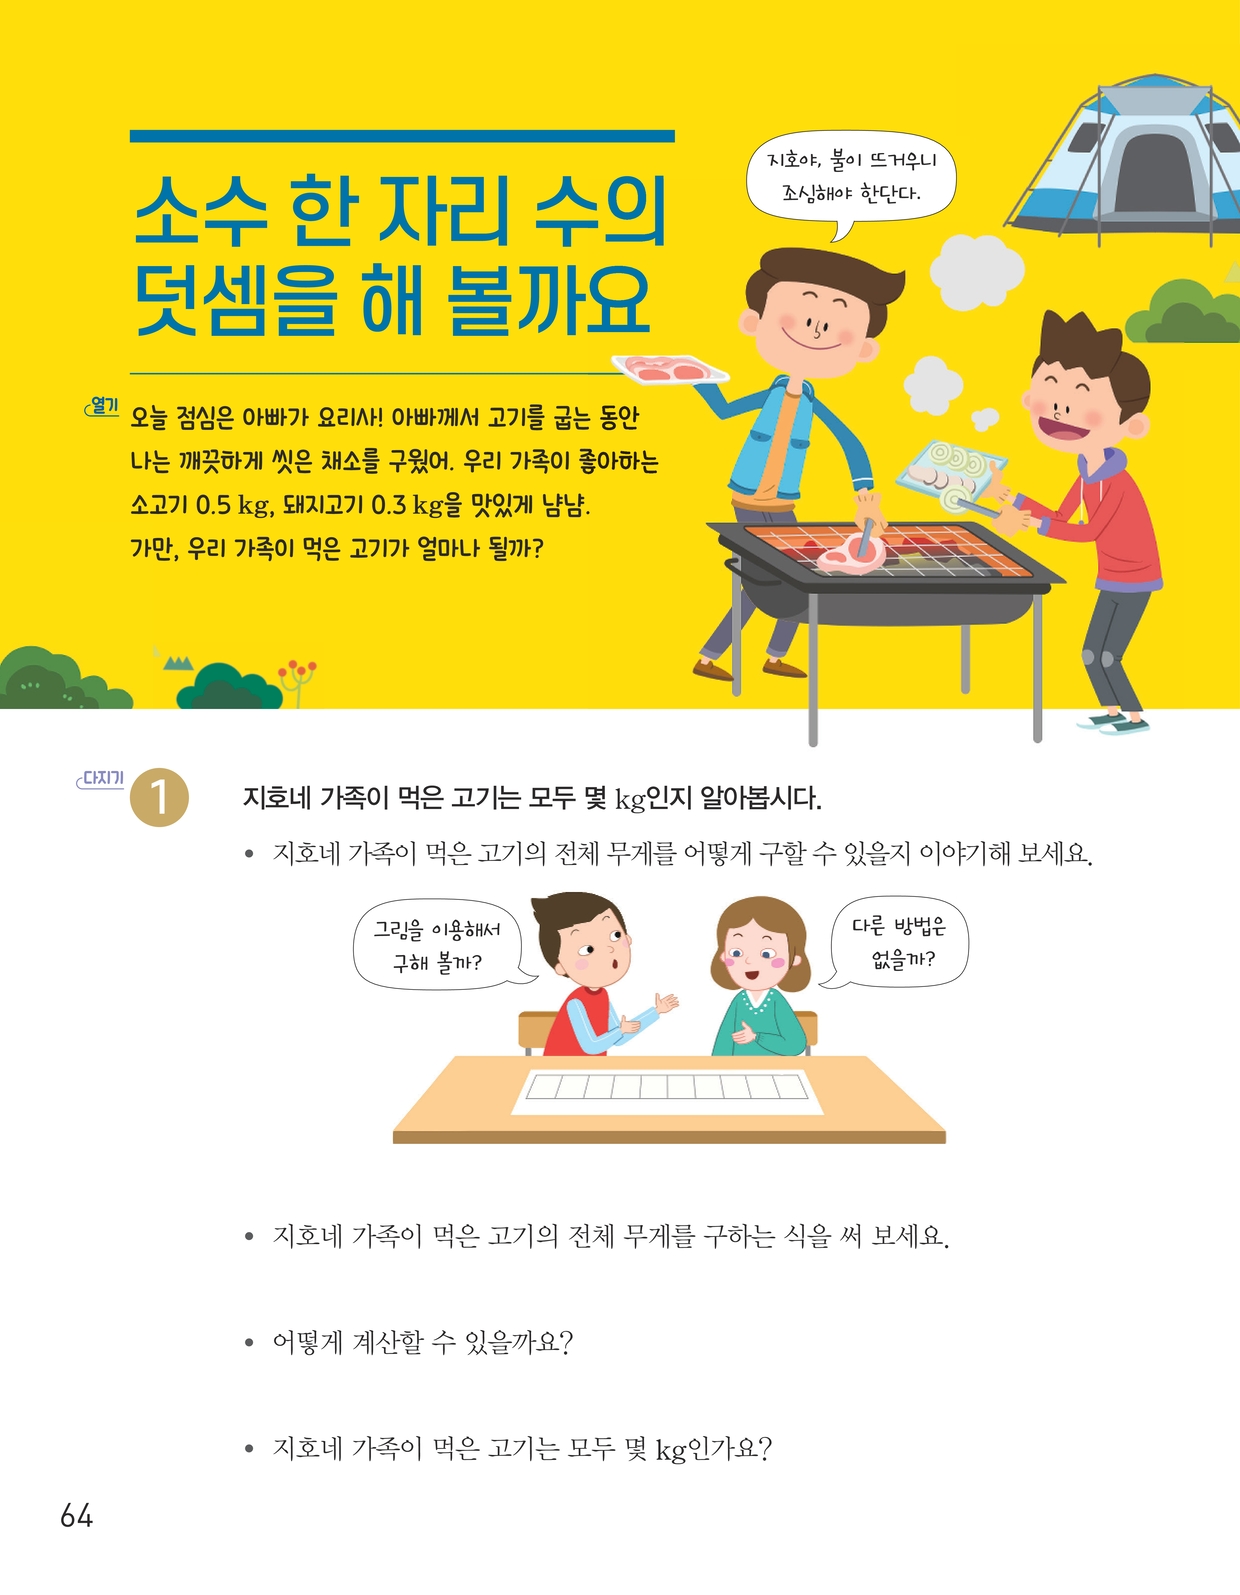 소수 한 자리 수의
덧셈을 해 볼까요
지호야, 불이 뜨거우니
조심해야 한단다.
열기
오늘 점심은 아빠가 요리사! 아빠께서 고기를 굽는 동안
나는 깨끗하게 씻은 채소를 구웠어. 우리 가족이 좋아하는
소고기 0.5 kg, 돼지고기 0.3 kg을 맛있게 냠냠.
가만, 우리 가족이 먹은 고기가 얼마나 될까?
다지기
1
지호네 가족이 먹은 고기는 모두 몇 kg인지 알아봅시다.
• 지호네 가족이 먹은 고기의 전체 무게를 어떻게 구할 수 있을지 이야기해 보세요.
그림을 이용해서
구해 볼까?
다른 방법은
없을까?
• 지호네 가족이 먹은 고기의 전체 무게를 구하는 식을 써 보세요.
• 어떻게 계산할 수 있을까요?
• 지호네 가족이 먹은 고기는 모두 몇 kg인가요?
64